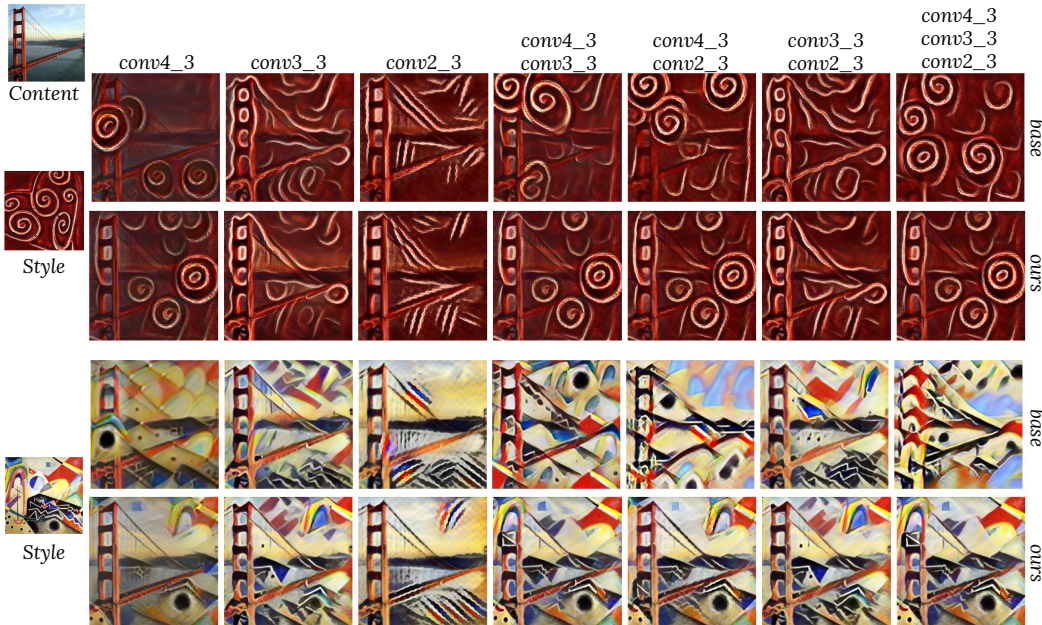 conv4_3
conv4_3 conv4_3 conv3_3 conv3_3
conv4_3 conv3_3 conv2_3 conv3_3 conv2_3 conv2_3 conv2_3
Content
base
Style
ours
base
Style
ours